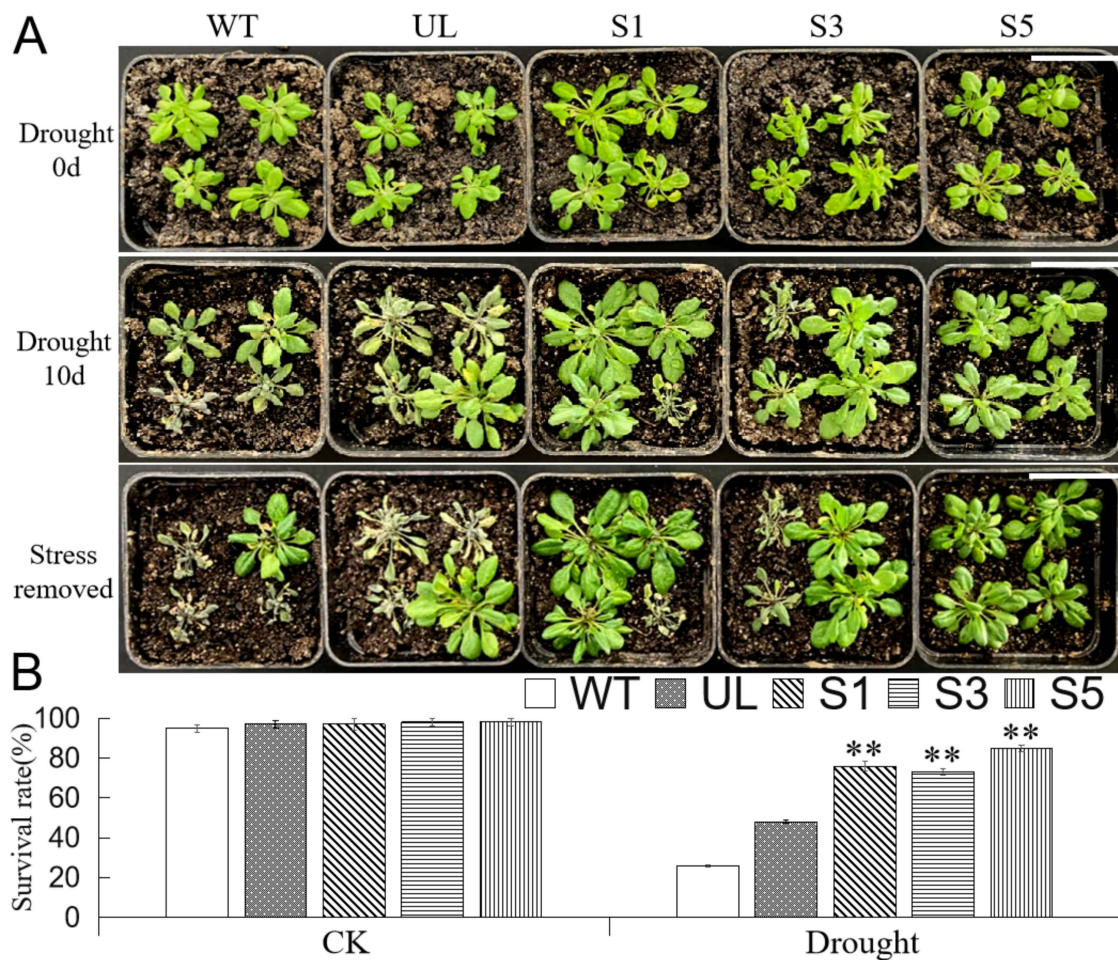 A
WT UL S1 S3 S5
Drought
0d
Drought
10d
Stress
removed
B
WT UL S1 S3 S5
Survival rate(%)
100
80
60
40
20
0
** ** **
CK Drought